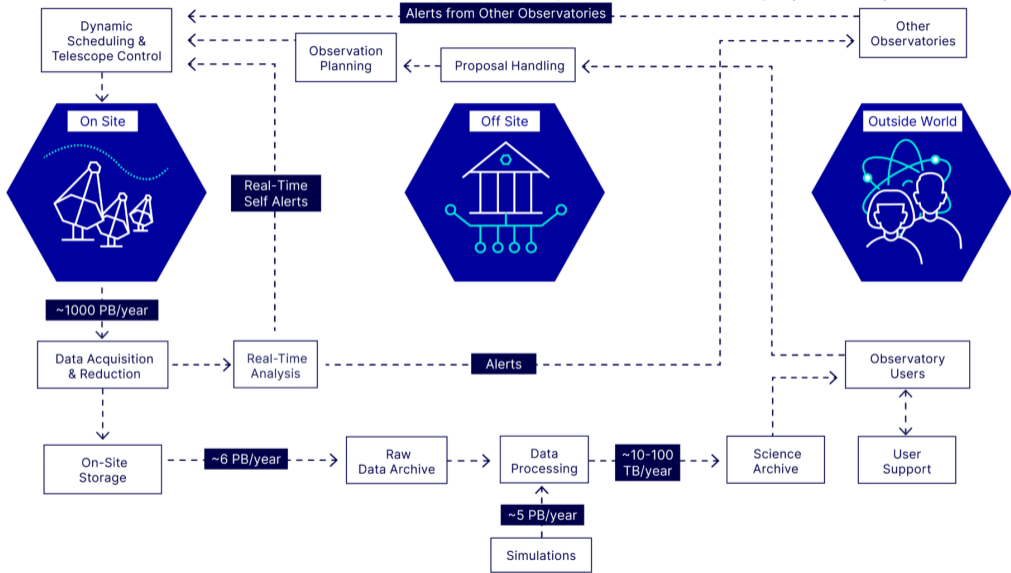 Alerts from Other Observatories
Dynamic
Scheduling &
Telescope Control
Observation
Planning
Proposal Handling
Other
Observatories
On Site
Off Site
Outside World
Real-Time
Self Alerts
~1000 PB/year
Data Acquisition
& Reduction
Real-Time
Analysis
Alerts
Observatory
Users
On-Site
Storage
~6 PB/year
Raw
Data Archive
Data
Processing
~10-100
TB/year
Science
Archive
User
Support
~5 PB/year
Simulations